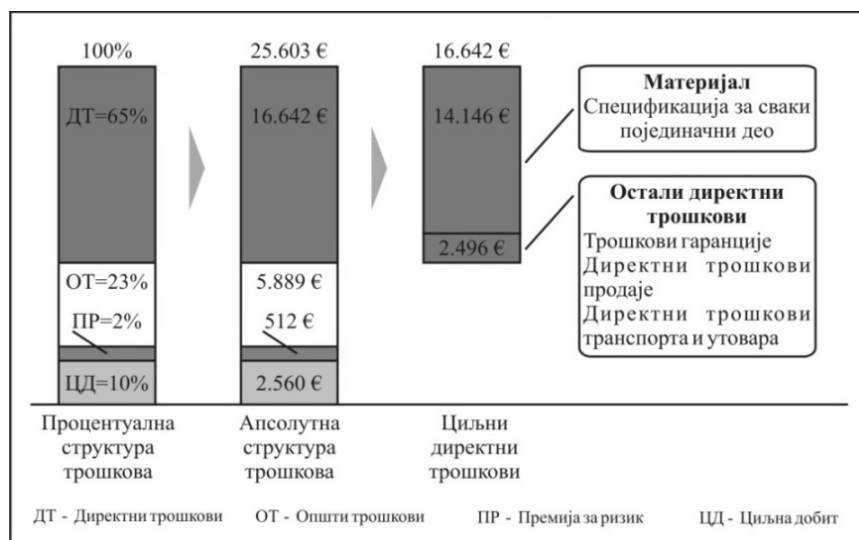 100%
25.603 €
16.642 €
ДТ=65%
16.642 €
14.146 €
Материјал
Спецификација за сваки
појединачни део
2.496 €
Остали директни
трошкови
Трошкови гаранције
Директни трошкови
продаје
Директни трошкови
транспорта и утовара
ОТ=23%
5.889 €
ПР=2%
512 €
ЦД=10%
2.560 €
Процентуална
структура
трошкова
Апсолутна
структура
трошкова
Циљни
директни
трошкови
ДТ - Директни трошкови
ОТ - Општи трошкови
ПР - Премија за ризик
ЦД - Циљна добит